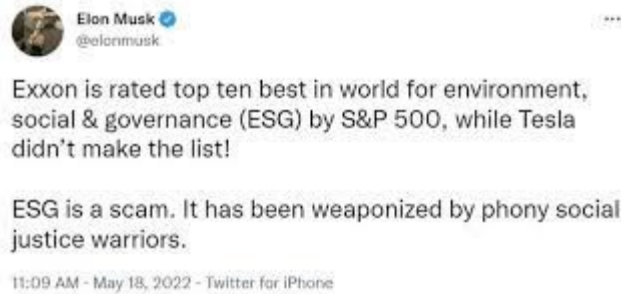 Elon Musk
@elonmusk
Exxon is rated top ten best in world for environment,
social & governance (ESG) by S&P 500, while Tesla
didn't make the list!
ESG is a scam. It has been weaponized by phony social
justice warriors.
11:09 AM - May 18, 2022 - Twitter for iPhone